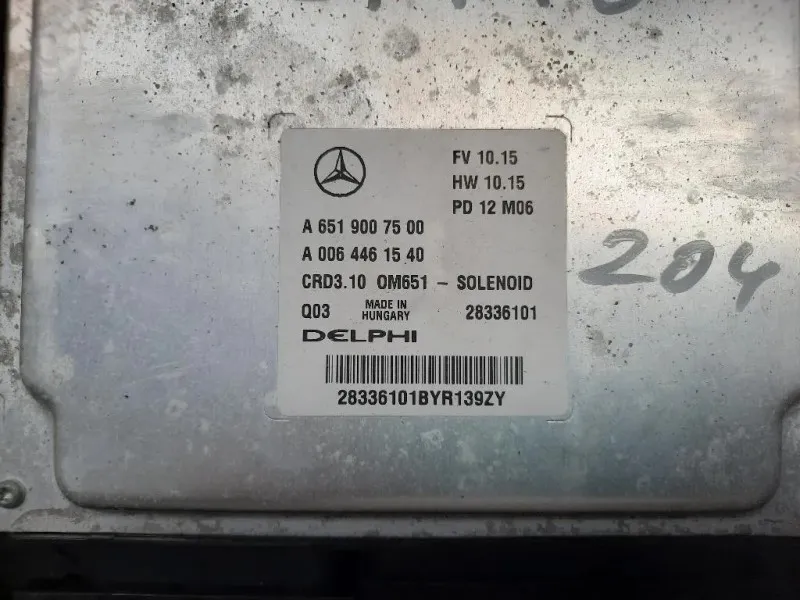 FV 10.15
HW 10.15
PD 12 M06
A 651 900 75 00
A 006 446 15 40
CRD3.10 OM651 - SOLENOID
Q03 MADE IN HUNGARY 28336101
DELPHI
28336101BYR139ZY
204